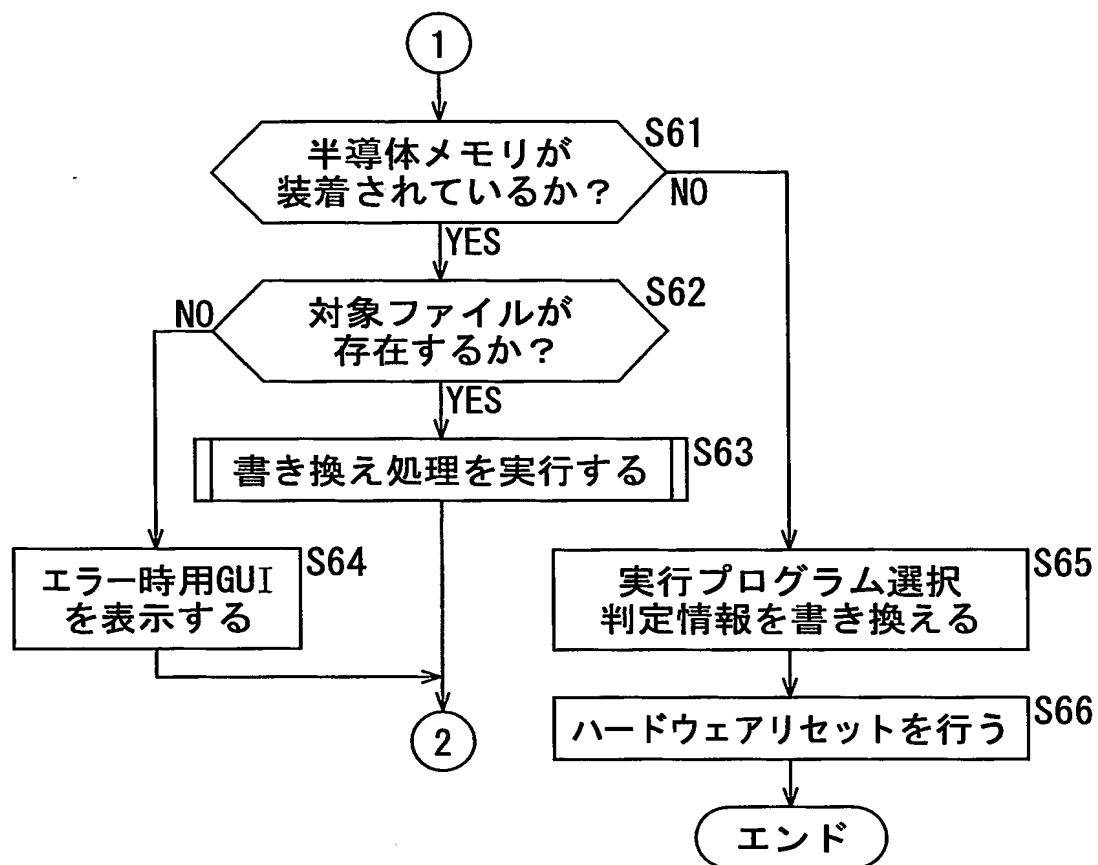 1
半導体メモリが
装着されているか？
S61
NO
YES
対象ファイルが
存在するか？
S62
NO
YES
書き換え処理を実行する
S63
エラー時用GUI
を表示する
S64
実行プログラム選択
判定情報を書き換える
S65
2
ハードウェアリセットを行う
S66
エンド